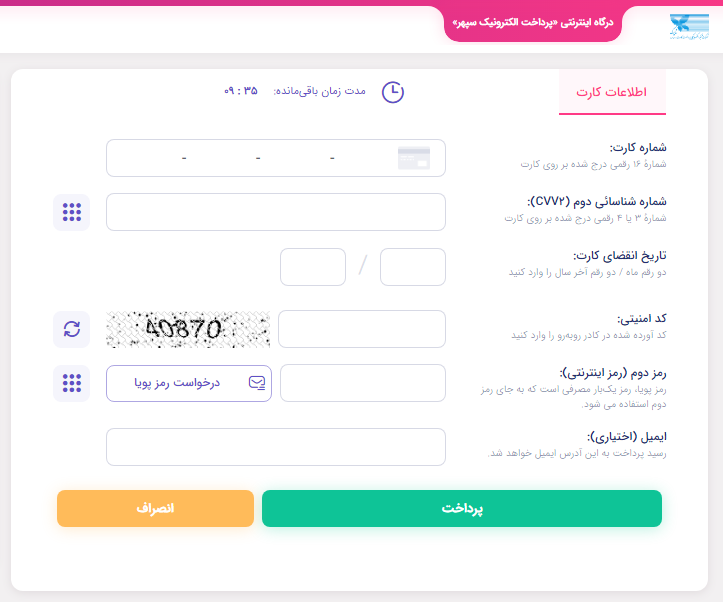 درگاه اینترنتی «پرداخت الکترونیک سپهر»
اطلاعات کارت
مدت زمان باقی‌مانده: ۰۹ : ۳۵
شماره کارت:
شمارهٔ ۱۶ رقمی درج شده بر روی کارت
- - -
شماره شناسائی دوم (CVV۲):
شمارهٔ ۳ یا ۴ رقمی درج شده بر روی کارت
تاریخ انقضای کارت:
دو رقم ماه / دو رقم آخر سال را وارد کنید
/
کد امنیتی:
کد آورده شده در کادر روبه‌رو را وارد کنید
40870
رمز دوم (رمز اینترنتی):
رمز پویا، رمز یک‌بار مصرفی است که به جای رمز
دوم استفاده می شود.
درخواست رمز پویا
ایمیل (اختیاری):
رسید پرداخت به این آدرس ایمیل خواهد شد.
پرداخت
انصراف